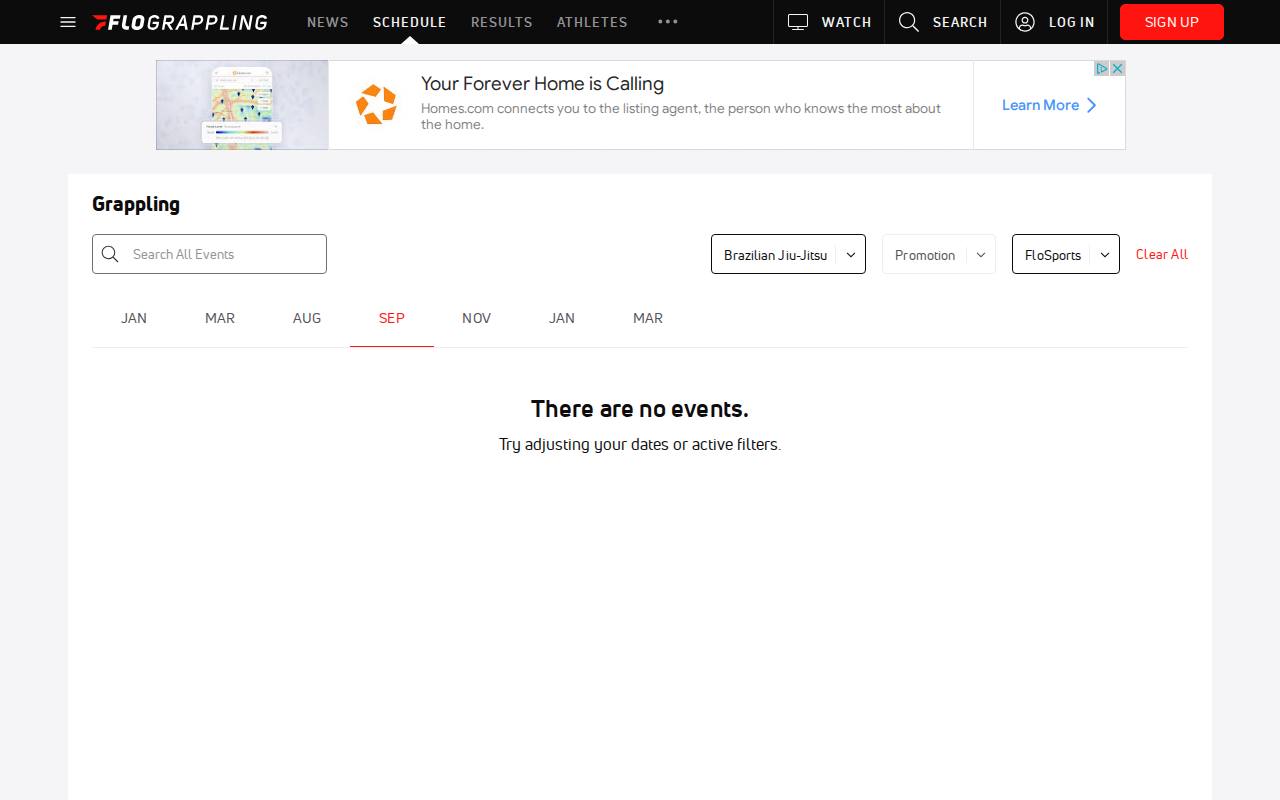 FLOGRAPPLING NEWS SCHEDULE RESULTS ATHLETES WATCH SEARCH LOG IN SIGN UP
Your Forever Home is Calling
Homes.com connects you to the listing agent, the person who knows the most about
the home.
Learn More
Grappling
Search All Events Brazilian Jiu-Jitsu Promotion FloSports Clear All
JAN MAR AUG SEP NOV JAN MAR
There are no events.
Try adjusting your dates or active filters.